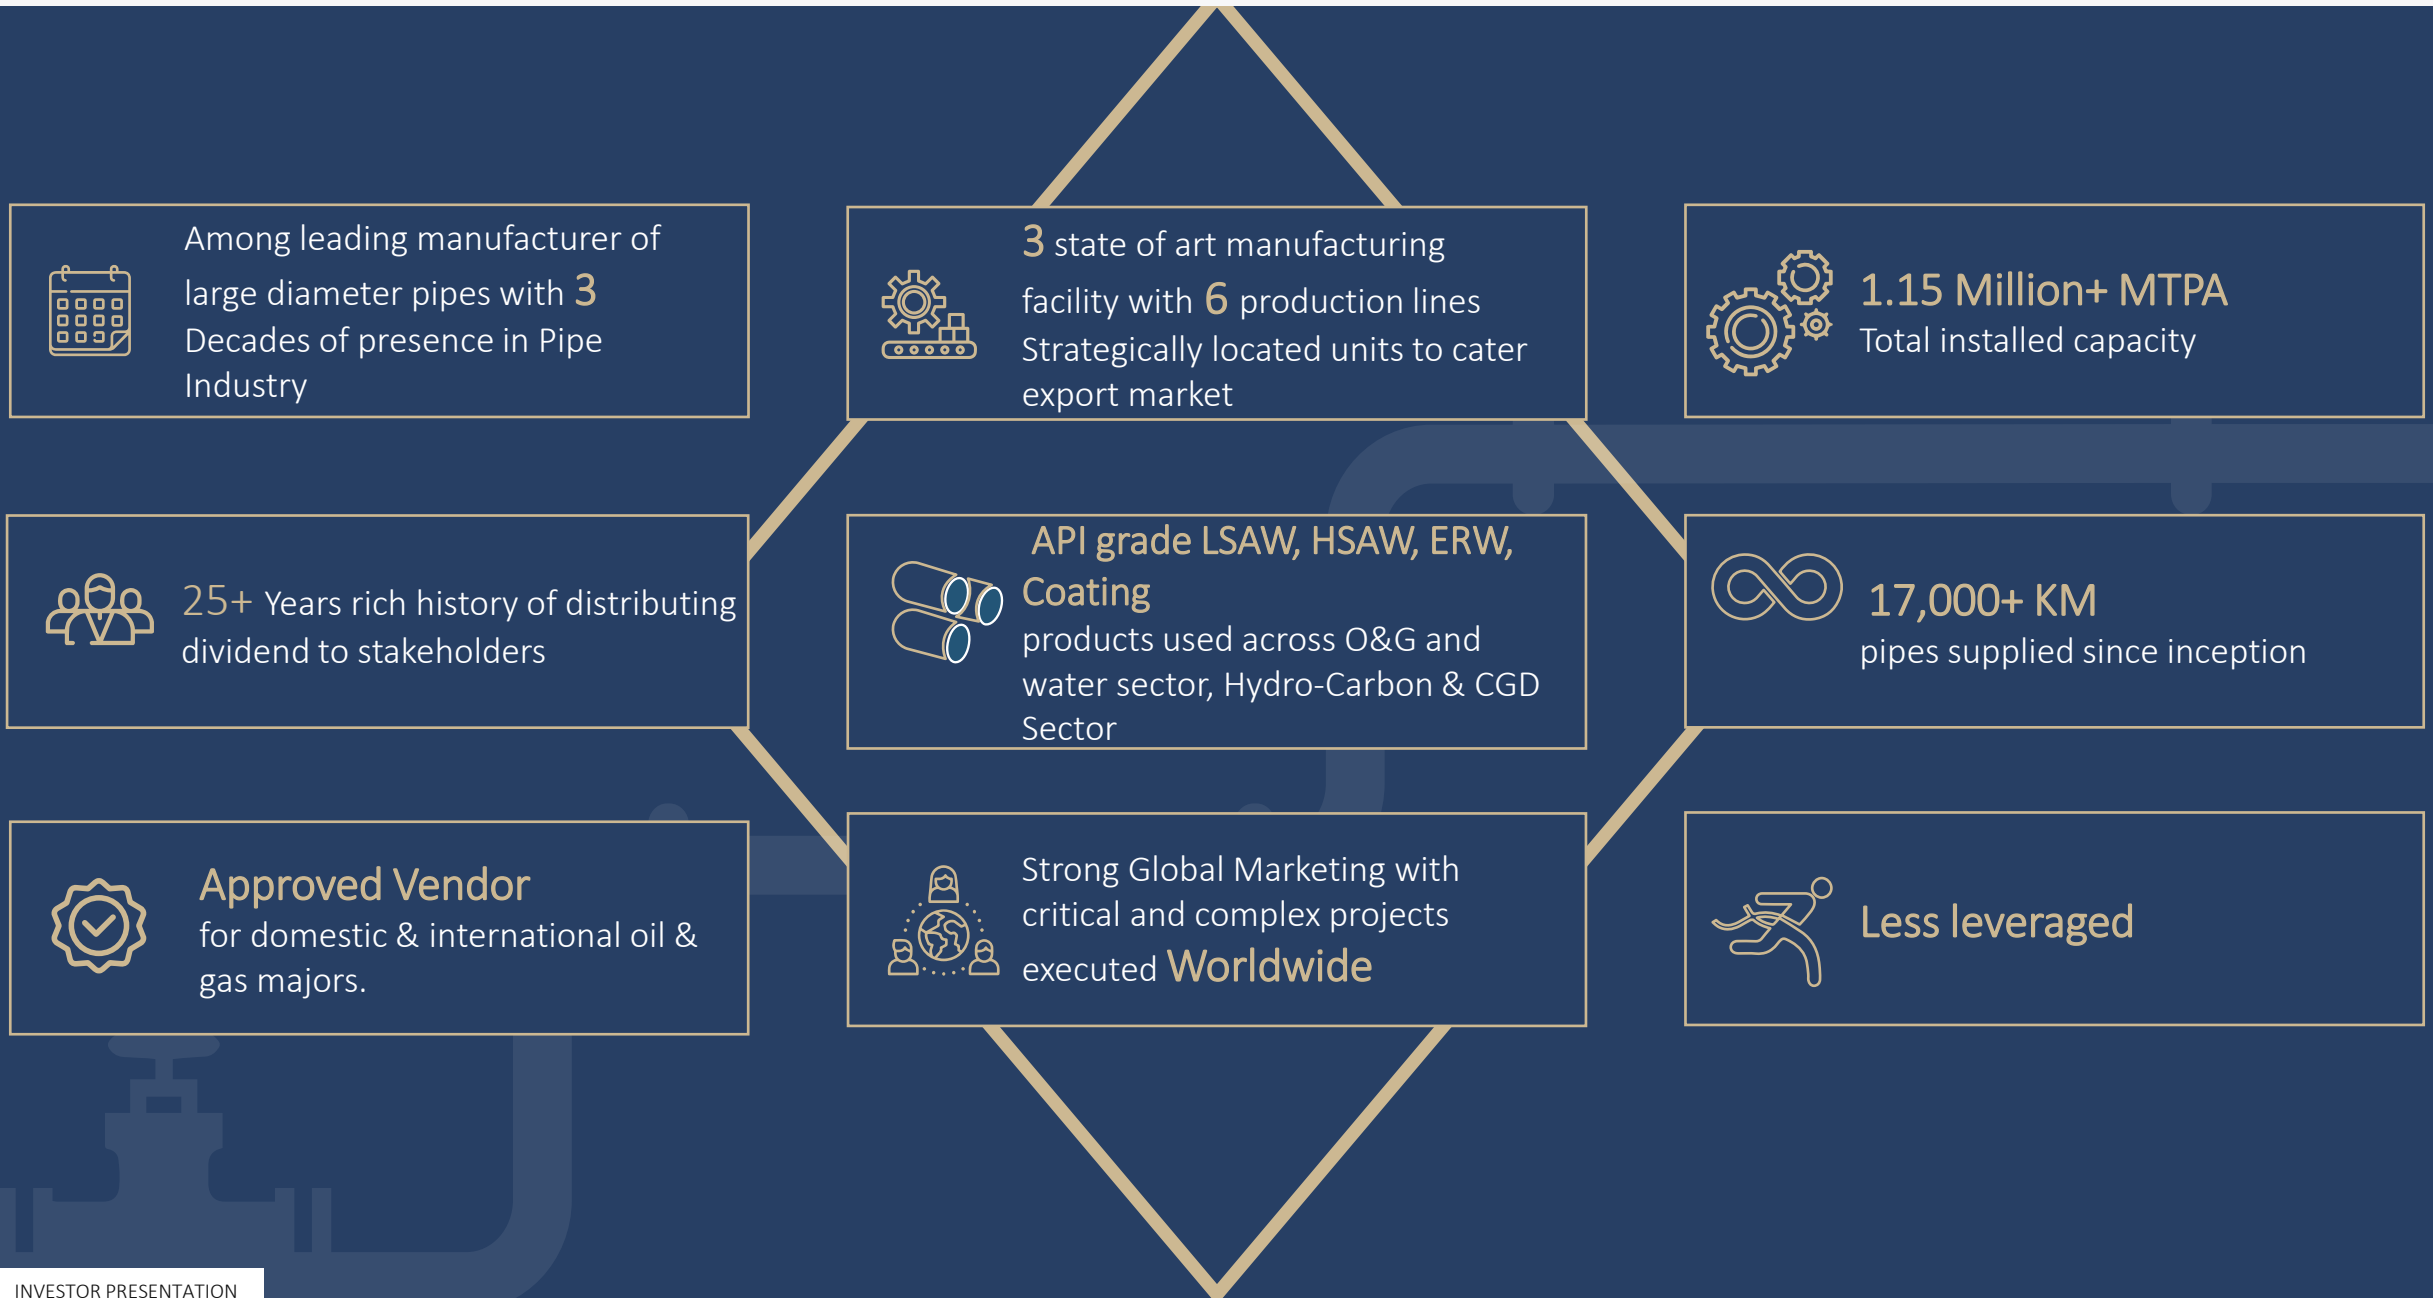 Among leading manufacturer of
large diameter pipes with 3
Decades of presence in Pipe
Industry
3 state of art manufacturing
facility with 6 production lines
Strategically located units to cater
export market
1.15 Million+ MTPA
Total installed capacity
25+ Years rich history of distributing
dividend to stakeholders
API grade LSAW, HSAW, ERW,
Coating
products used across O&G and
water sector, Hydro-Carbon & CGD
Sector
17,000+ KM
pipes supplied since inception
Approved Vendor
for domestic & international oil &
gas majors.
Strong Global Marketing with
critical and complex projects
executed Worldwide
Less leveraged
INVESTOR PRESENTATION